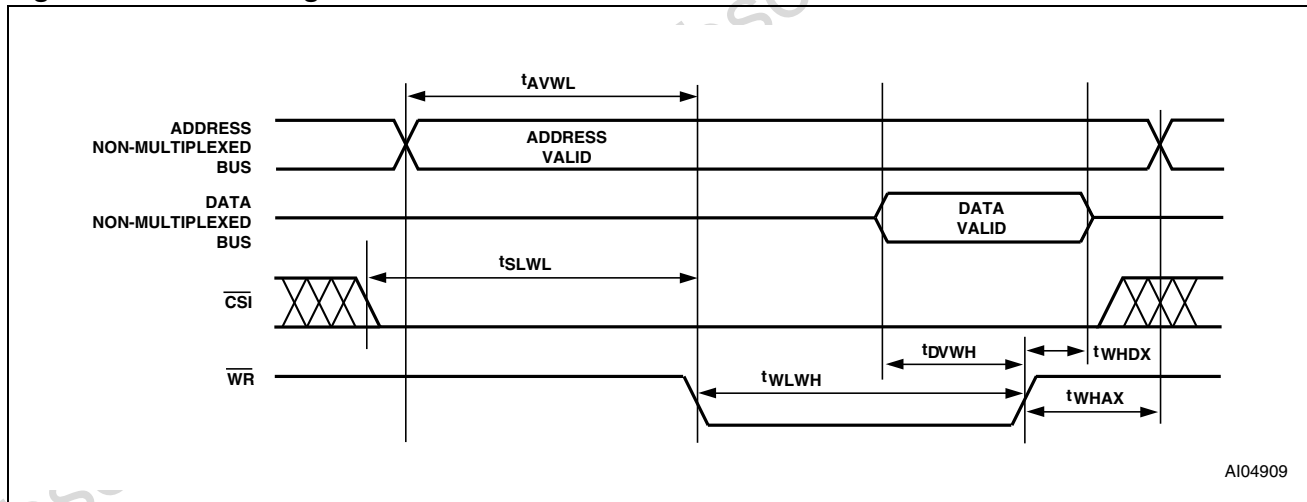 tAVWL
ADDRESS
NON-MULTIPLEXED
BUS
ADDRESS
VALID
DATA
NON-MULTIPLEXED
BUS
DATA
VALID
tSLWL
CSI
tDVWH
tWHDX
WR
tWLWH
tWHAX
AI04909